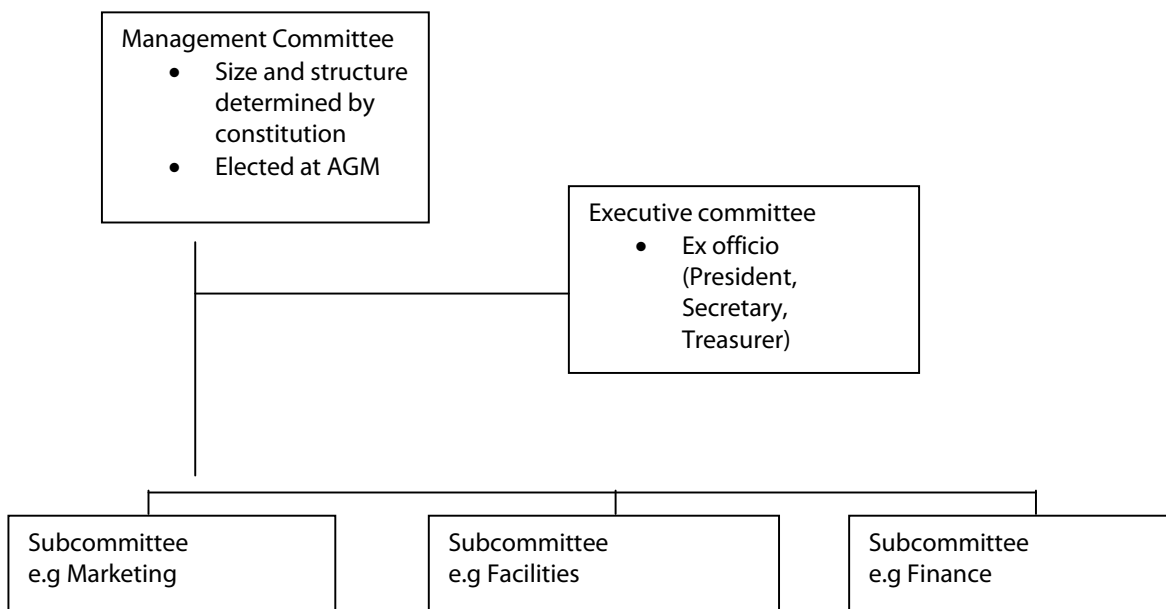 Management Committee
• Size and structure
determined by
constitution
• Elected at AGM
Executive committee
• Ex officio
(President,
Secretary,
Treasurer)
Subcommittee
e.g Marketing
Subcommittee
e.g Facilities
Subcommittee
e.g Finance